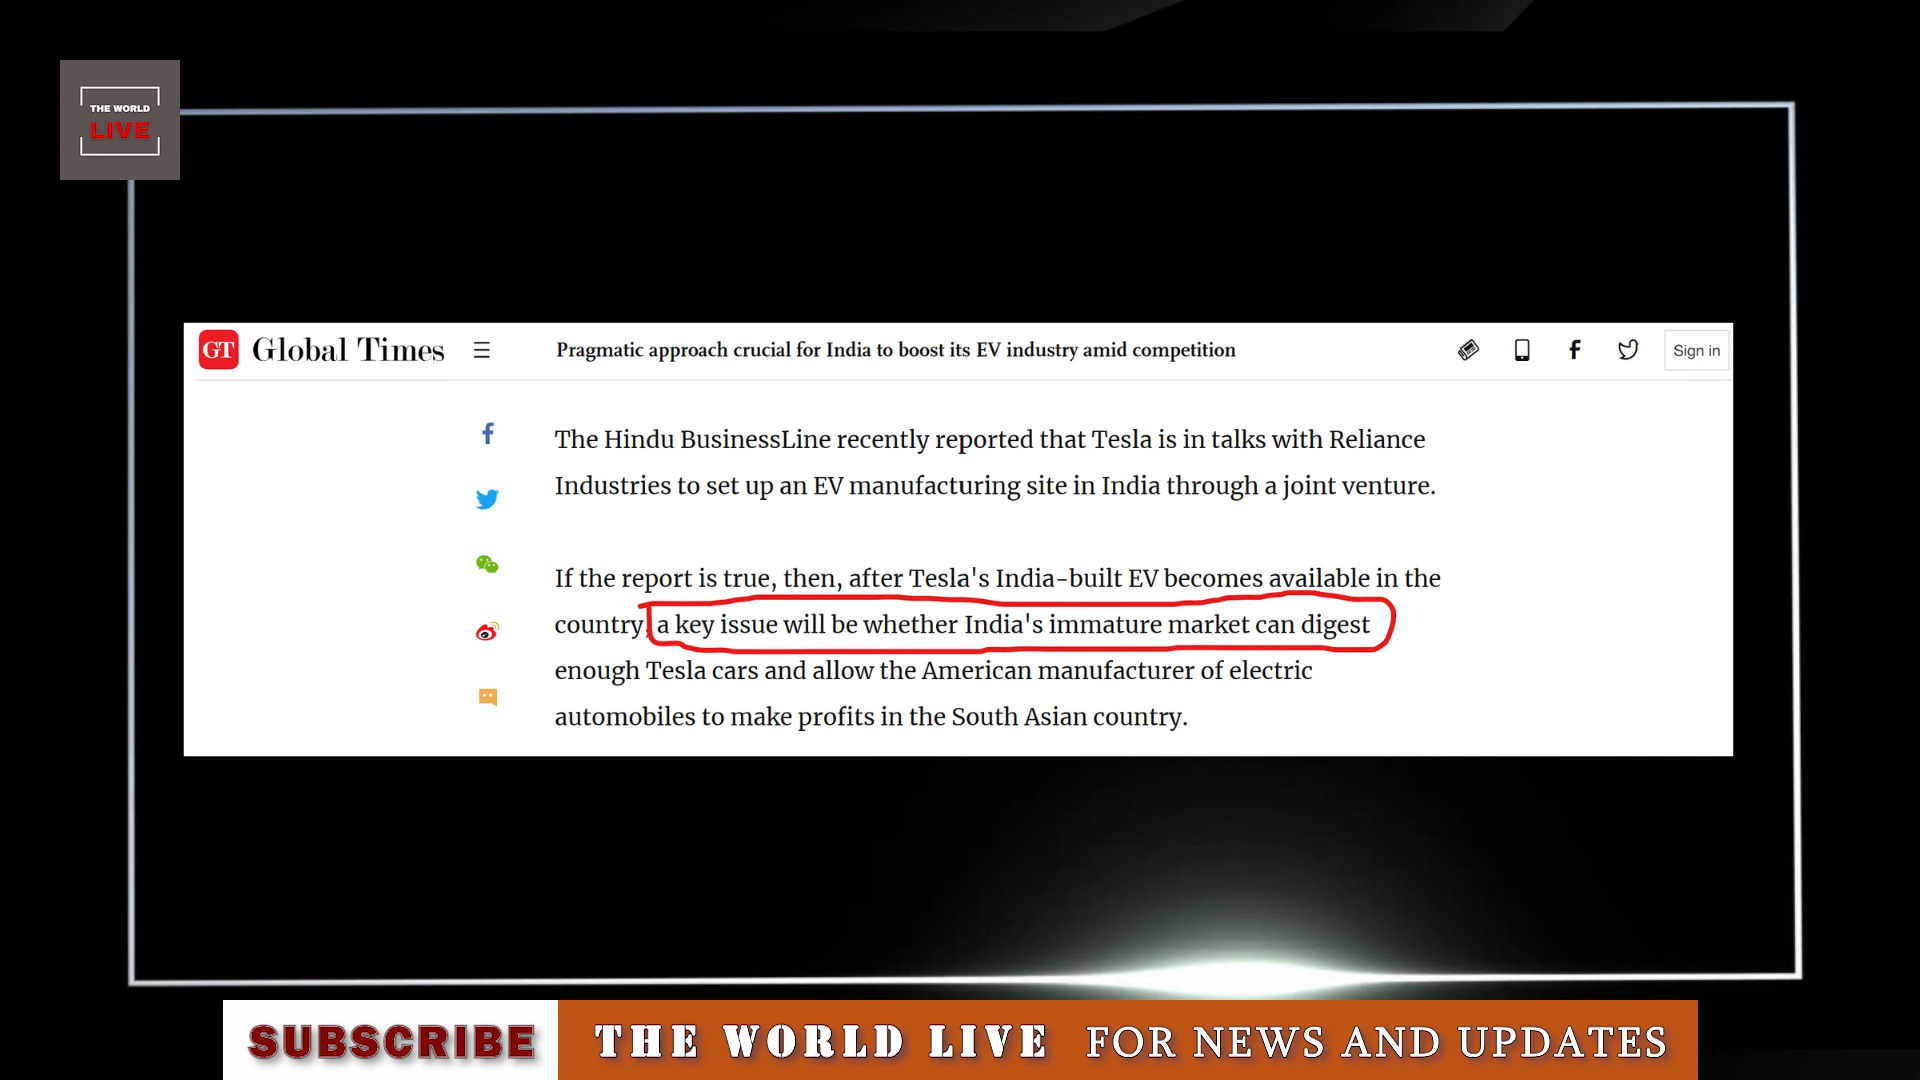 THE WORLD
LIVE
GT Global Times
Pragmatic approach crucial for India to boost its EV industry amid competition
Sign in
The Hindu BusinessLine recently reported that Tesla is in talks with Reliance
Industries to set up an EV manufacturing site in India through a joint venture.
If the report is true, then, after Tesla's India-built EV becomes available in the
country, a key issue will be whether India's immature market can digest
enough Tesla cars and allow the American manufacturer of electric
automobiles to make profits in the South Asian country.
SUBSCRIBE THE WORLD LIVE FOR NEWS AND UPDATES